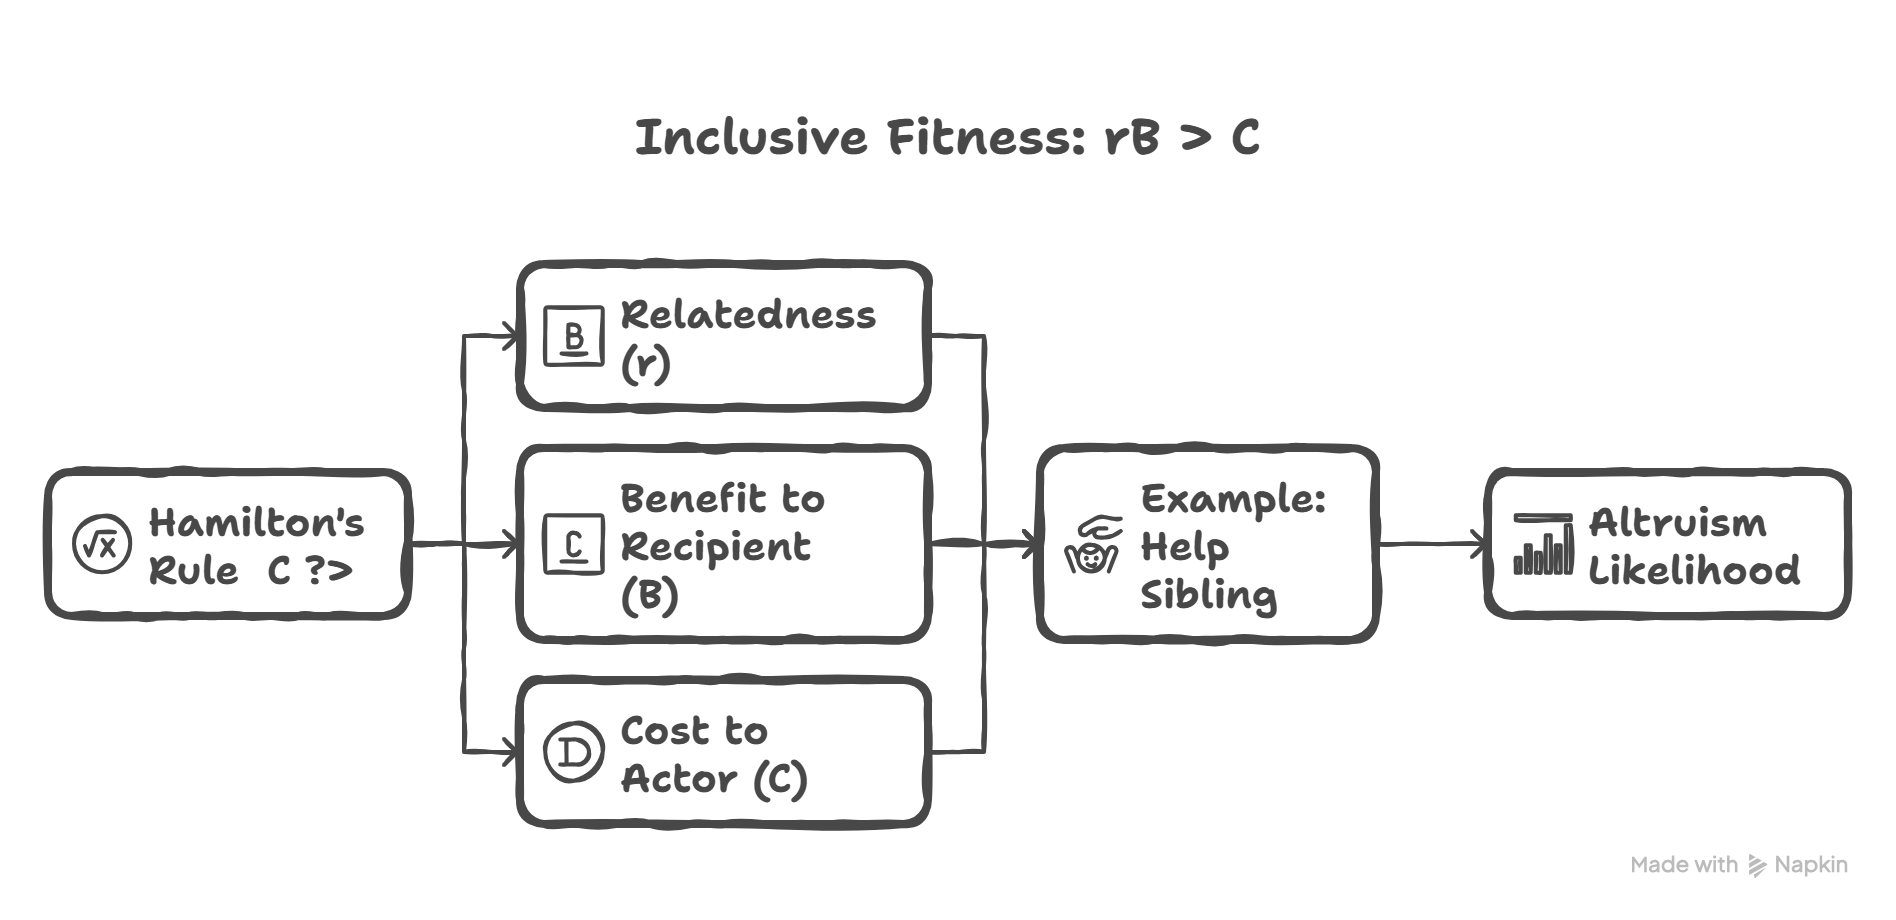 Inclusive Fitness: rB > C
B
Relatedness
(r)
√x
Hamilton's
Rule  C ?>
C
Benefit to
Recipient
(B)
Example:
Help
Sibling
Altruism
Likelihood
D
Cost to
Actor (C)
Made with Napkin